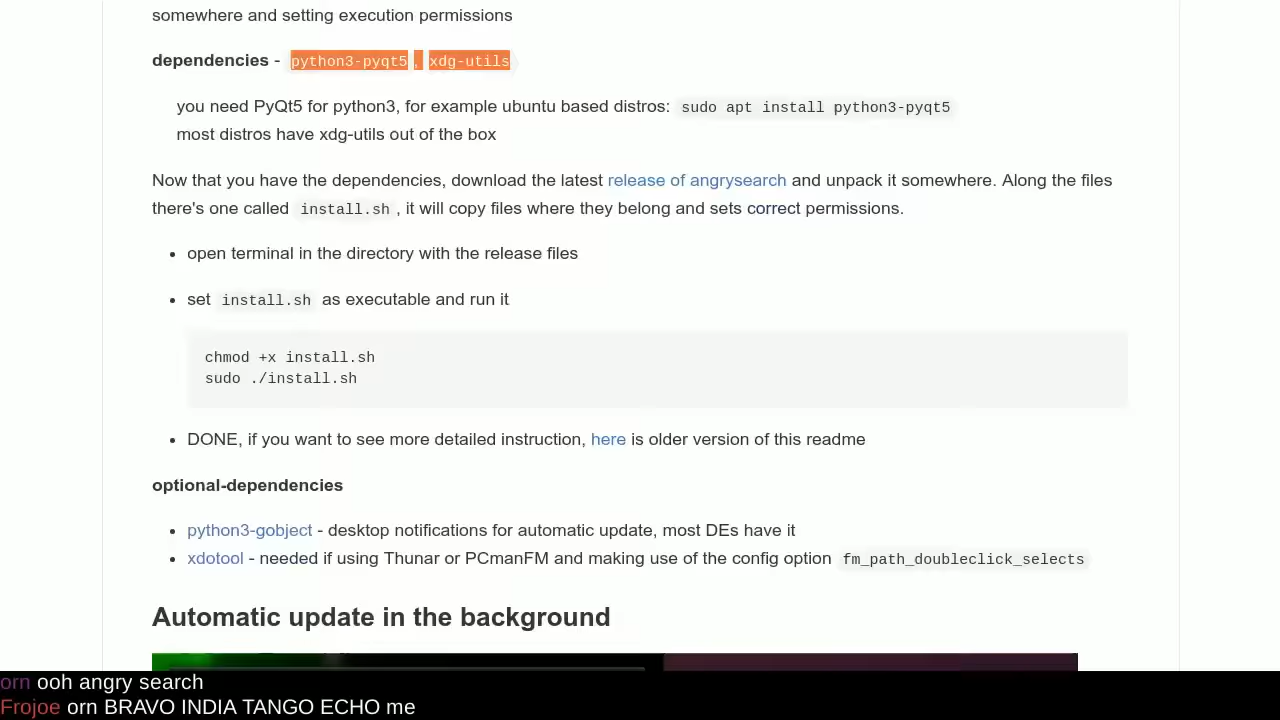 somewhere and setting execution permissions
dependencies - python3-pyqt5 , xdg-utils
you need PyQt5 for python3, for example ubuntu based distros: sudo apt install python3-pyqt5
most distros have xdg-utils out of the box
Now that you have the dependencies, download the latest release of angrysearch and unpack it somewhere. Along the files
there's one called install.sh , it will copy files where they belong and sets correct permissions.
• open terminal in the directory with the release files
• set install.sh as executable and run it
chmod +x install.sh
sudo ./install.sh
• DONE, if you want to see more detailed instruction, here is older version of this readme
optional-dependencies
• python3-gobject - desktop notifications for automatic update, most DEs have it
• xdotool - needed if using Thunar or PCmanFM and making use of the config option fm_path_doubleclick_selects
Automatic update in the background
orn ooh angry search
Frojoe orn BRAVO INDIA TANGO ECHO me